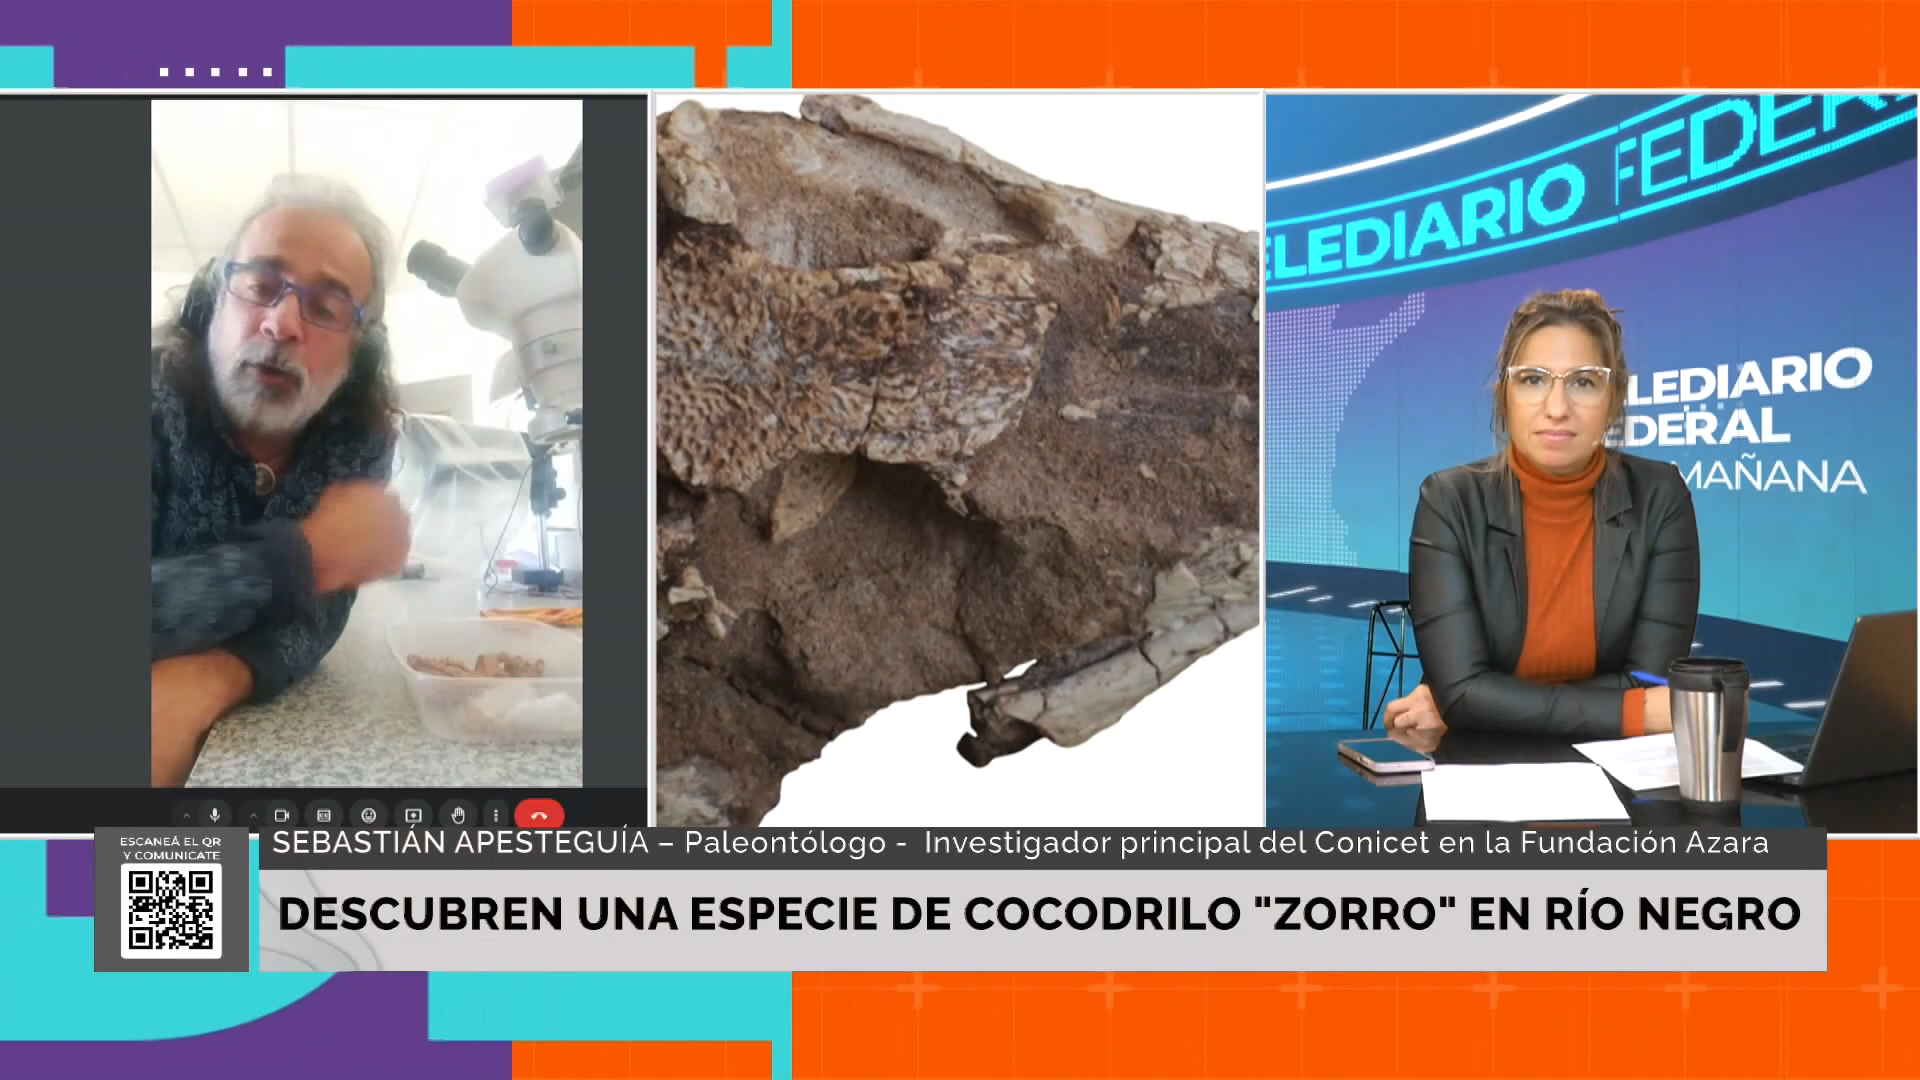 ELEDIARIO FEDER
LEDIARIO
EDERAL
MAÑANA
ESCANEÁ EL QR
Y COMUNICATE
SEBASTIÁN APESTEGUÍA – Paleontólogo - Investigador principal del Conicet en la Fundación Azara
DESCUBREN UNA ESPECIE DE COCODRILO "ZORRO" EN RÍO NEGRO